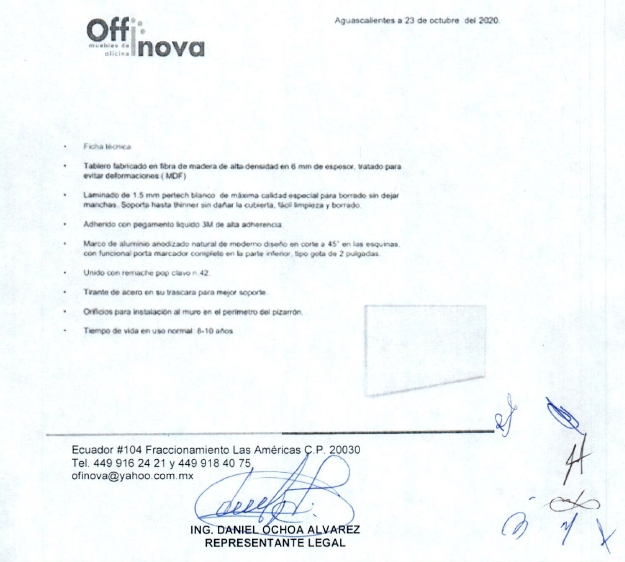 Offinova
muebles de
oficina
Aguascalientes a 23 de octubre del 2020.
• Ficha técnica
• Tablero fabricado en fibra de madera de alta densidad en 6 mm de espesor, tratado para
evitar deformaciones ( MDF)
• Laminado de 1.5 mm pertech blanco de máxima calidad especial para borrado sin dejar
manchas. Soporta hasta thinner sin dañar la cubierta, fácil limpieza y borrado.
• Adherido con pegamento liquido 3M de alta adherencia.
• Marco de aluminio anodizado natural de moderno diseño en corte a 45° en las esquinas,
con funcional porta marcador completo en la parte inferior, tipo gota de 2 pulgadas.
• Unido con remache pop clavo n.42.
• Tirante de acero en su trascara para mejor soporte.
• Orificios para instalación al muro en el perímetro del pizarrón.
• Tiempo de vida en uso normal: 8-10 años
Ecuador #104 Fraccionamiento Las Américas C.P. 20030
Tel. 449 916 24 21 y 449 918 40 75
ofinova@yahoo.com.mx
ING. DANIEL OCHOA ALVAREZ
REPRESENTANTE LEGAL